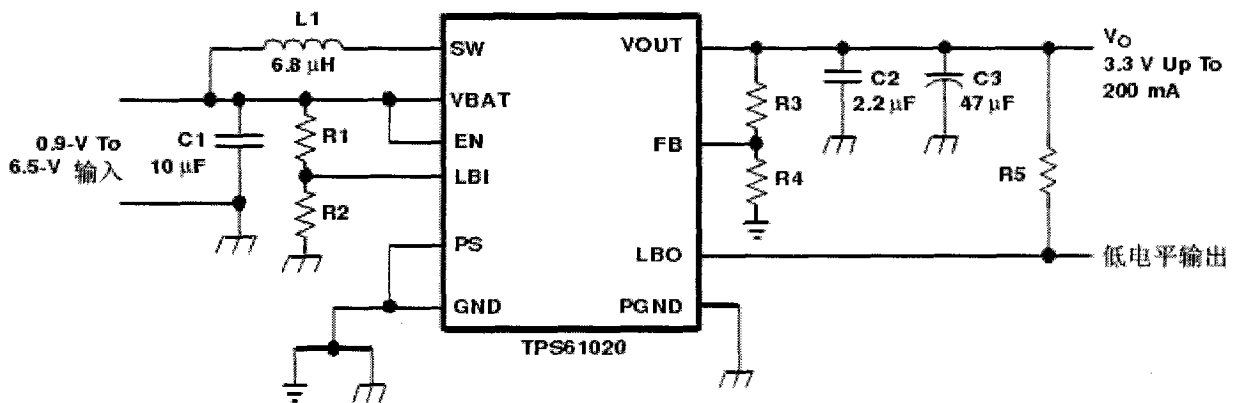 L1
6.8 µH
SW
VBAT
EN
LBI
PS
GND
VOUT
FB
LBO
PGND
TPS61020
0.9-V To
6.5-V 输入
C1
10 µF
R1
R2
R3
R4
C2
2.2 µF
C3
47 µF
R5
VO
3.3 V Up To
200 mA
低电平输出